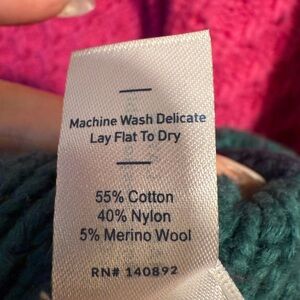 Machine Wash Delicate
Lay Flat To Dry
55% Cotton
40% Nylon
5% Merino Wool
RN# 140892